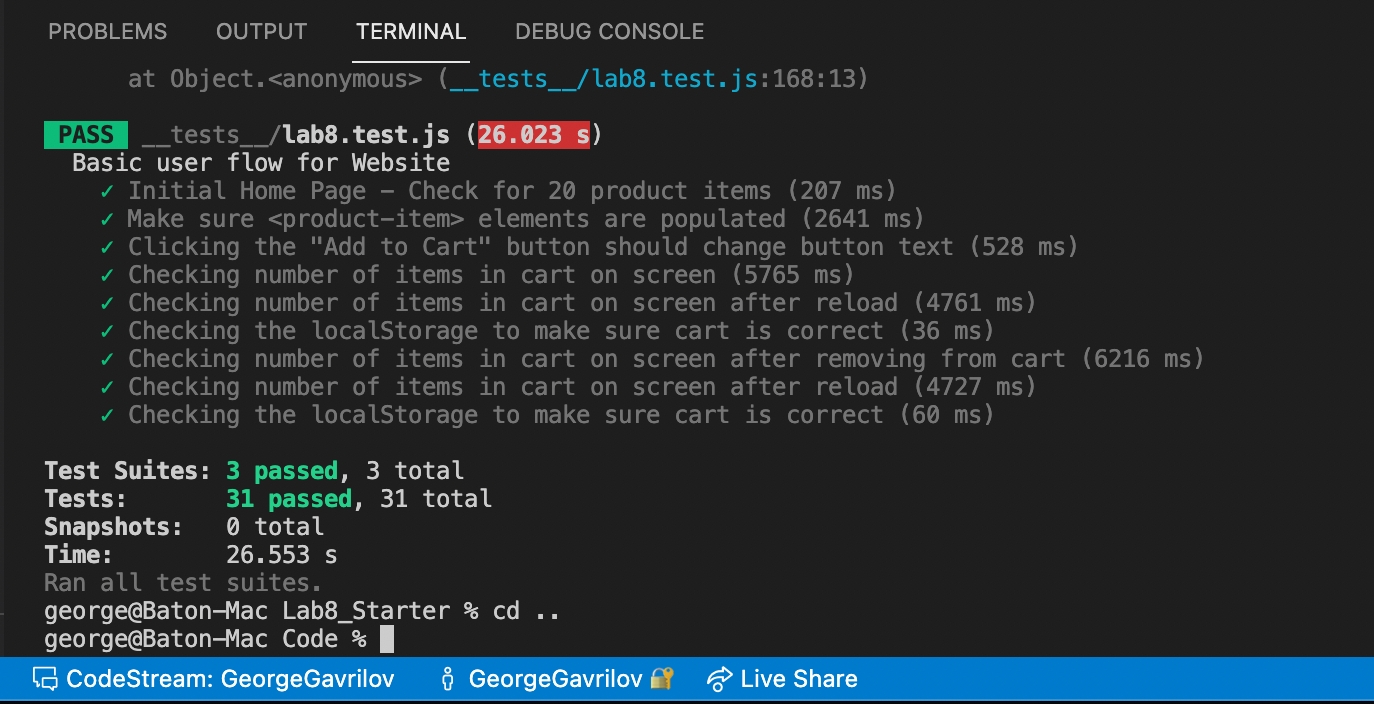 PROBLEMS OUTPUT TERMINAL DEBUG CONSOLE
at Object.<anonymous> (__tests__/lab8.test.js:168:13)
PASS __tests__/lab8.test.js (26.023 s)
Basic user flow for Website
✓ Initial Home Page – Check for 20 product items (207 ms)
✓ Make sure <product-item> elements are populated (2641 ms)
✓ Clicking the "Add to Cart" button should change button text (528 ms)
✓ Checking number of items in cart on screen (5765 ms)
✓ Checking number of items in cart on screen after reload (4761 ms)
✓ Checking the localStorage to make sure cart is correct (36 ms)
✓ Checking number of items in cart on screen after removing from cart (6216 ms)
✓ Checking number of items in cart on screen after reload (4727 ms)
✓ Checking the localStorage to make sure cart is correct (60 ms)
Test Suites: 3 passed, 3 total
Tests: 31 passed, 31 total
Snapshots: 0 total
Time: 26.553 s
Ran all test suites.
george@Baton-Mac Lab8_Starter % cd ..
george@Baton-Mac Code %
CodeStream: GeorgeGavrilov GeorgeGavrilov 🔐 Live Share